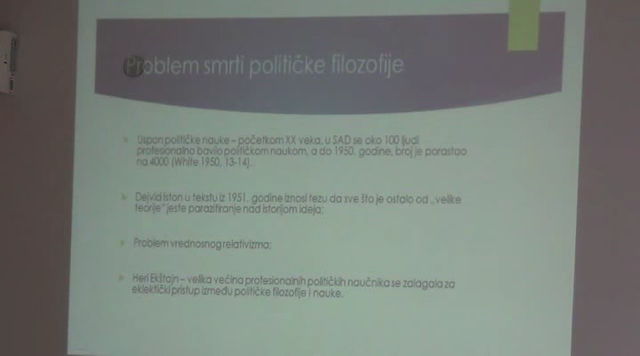 Problem smrti političke filozofije
Uspon političke nauke – početkom XX veka, u SAD se oko 100 ljudi
profesionalno bavilo političkom naukom, a do 1950. godine, broj je porastao
na 4000 (White 1950, 13-14).
Dejvid Iston u tekstu iz 1951. godine iznosi tezu da sve što je ostalo od „velike
teorije" jeste parazitiranje nad istorijom ideja;
Problem vrednosnog relativizma;
Heri Ekštajn – velika većina profesionalnih političkih naučnika se zalagala za
eklektički pristup između političke filozofije i nauke.